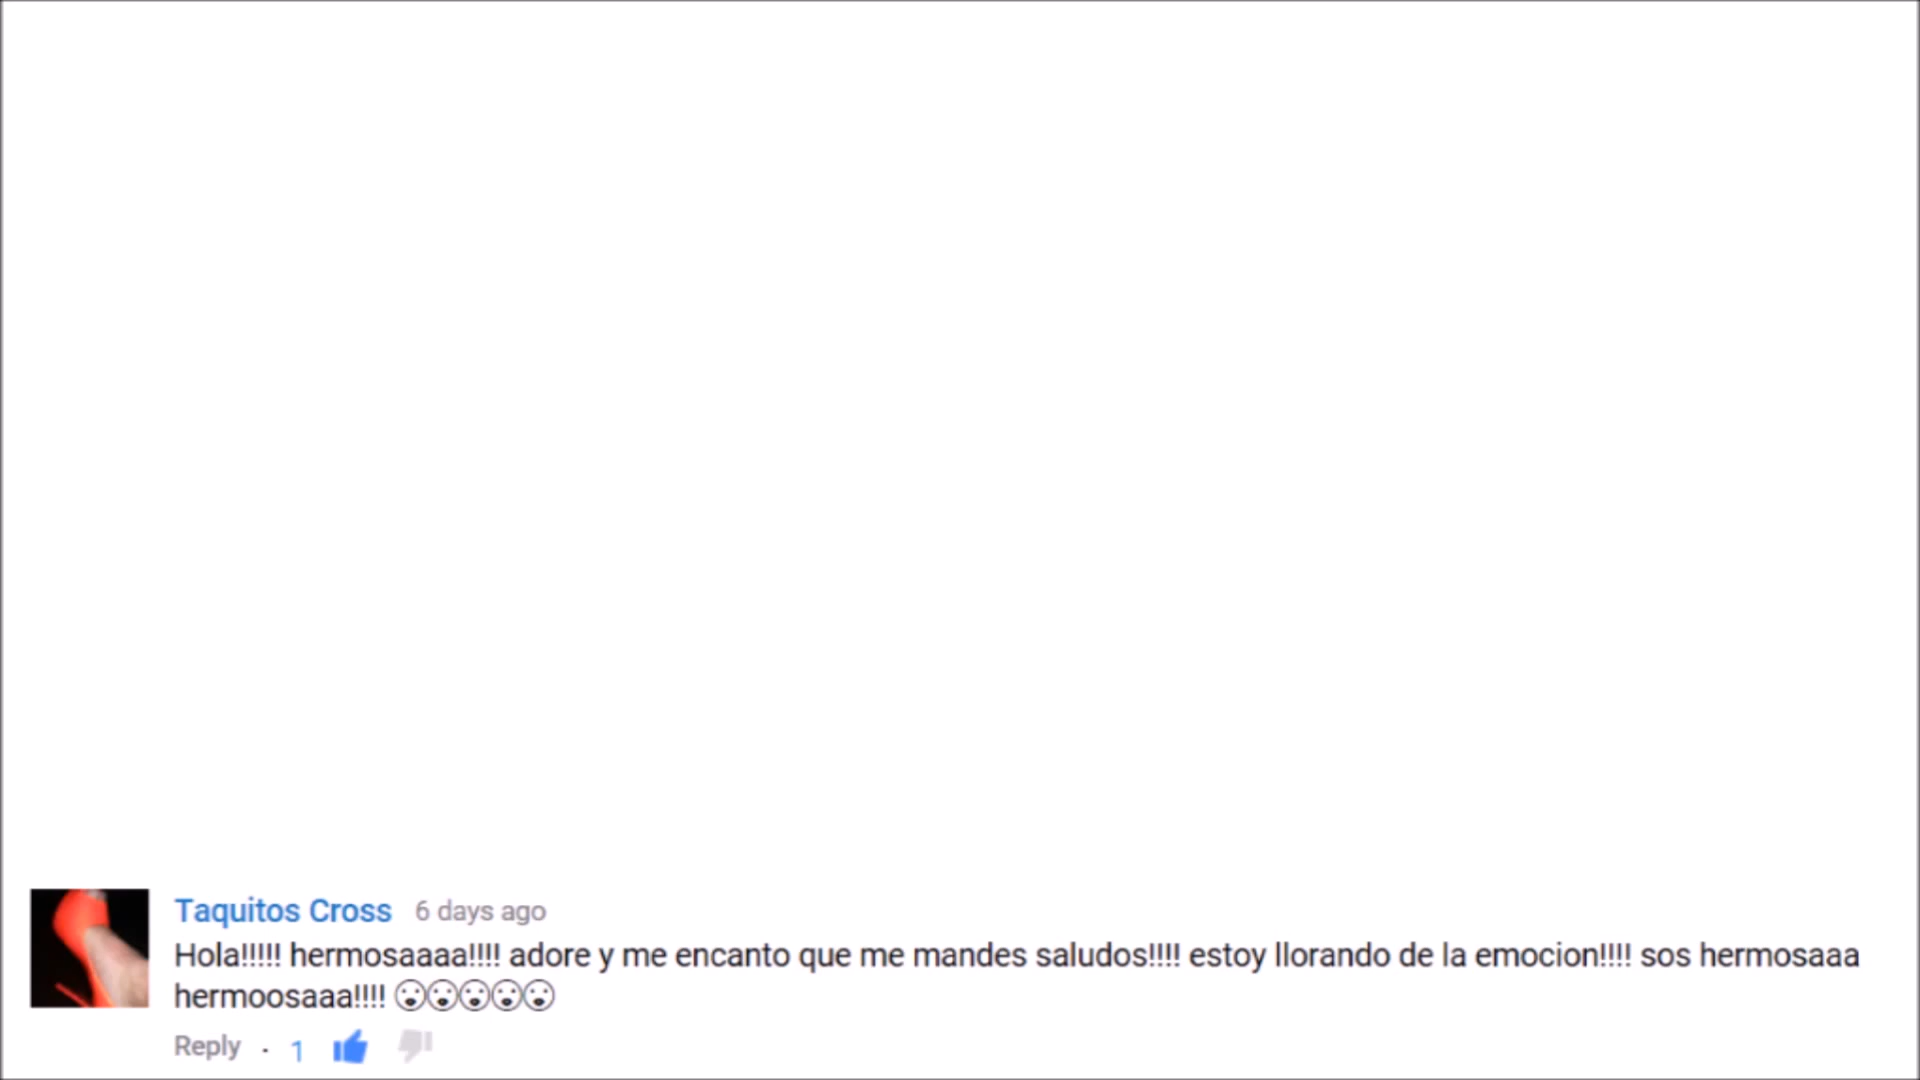 Taquitos Cross 6 days ago
Hola!!!!! hermosaaaa!!!! adore y me encanto que me mandes saludos!!!! estoy llorando de la emocion!!!! sos hermosaaa
hermoosaaa!!!! 😮😮😮😮😮
Reply · 1